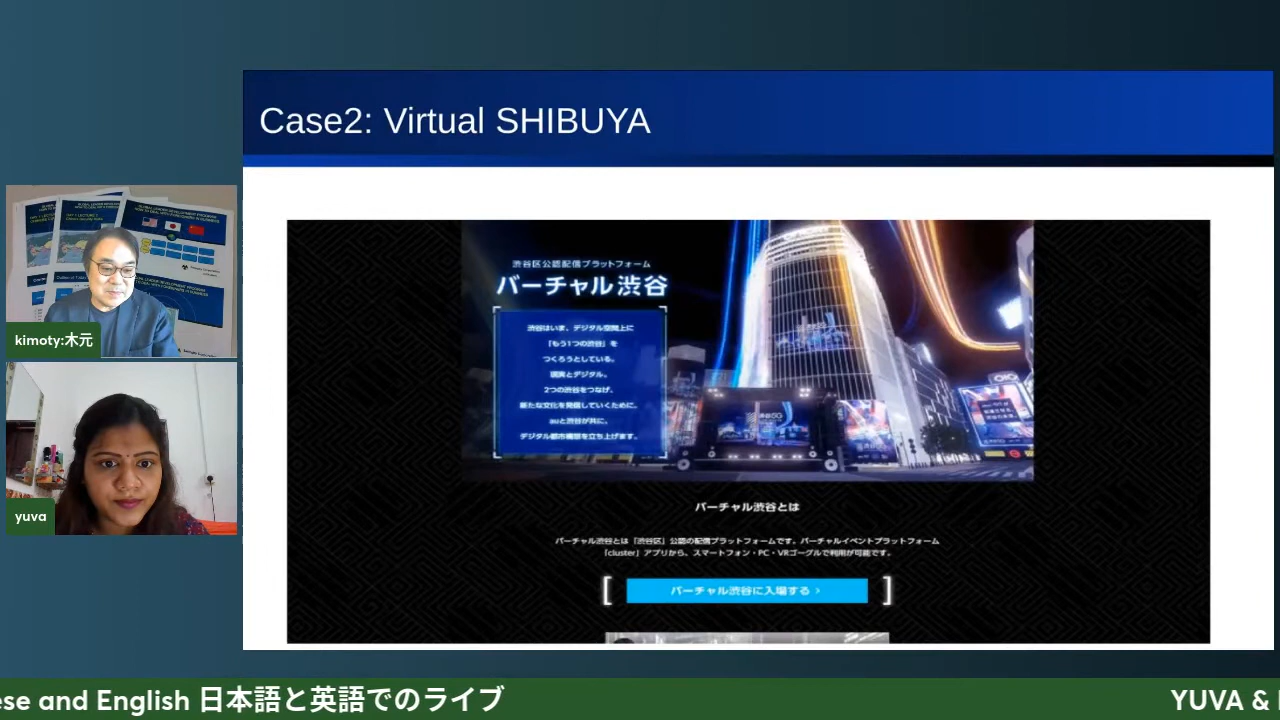 Case2: Virtual SHIBUYA
渋谷区公認配信プラットフォーム
バーチャル渋谷
渋谷はいま、デジタル空間上に
「もう1つの渋谷」を
つくろうとしている。
現実とデジタル。
2つの渋谷をつなげ、
新たな文化を発信していくために。
auと渋谷が共に、
デジタル都市構想を立ち上げます。
OIOI
バーチャル渋谷とは
バーチャル渋谷とは「渋谷区」公認の配信プラットフォームです。バーチャルイベントプラットフォーム
「cluster」アプリから、スマートフォン・PC・VRゴーグルで利用が可能です。
[ バーチャル渋谷に入場する › ]
kimoty:木元
yuva
ese and English 日本語と英語でのライブ
YUVA &